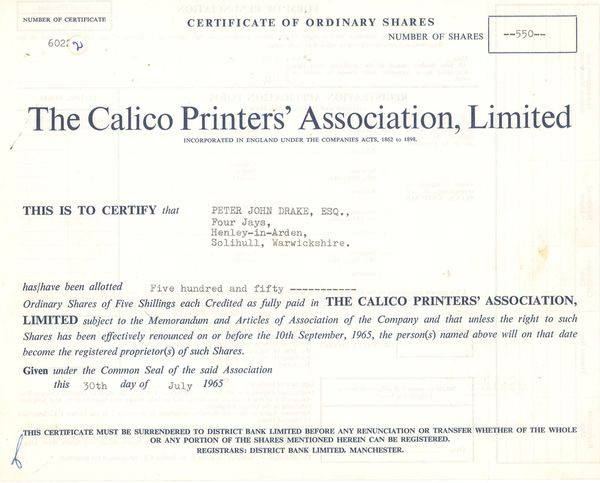 CERTIFICATE OF ORDINARY SHARES
NUMBER OF CERTIFICATE
NUMBER OF SHARES
--550--
The Calico Printers' Association, Limited
INCORPORATED IN ENGLAND UNDER THE COMPANIES ACTS, 1862 to 1898.
THIS IS TO CERTIFY that PETER JOHN DRAKE, ESQ.,
Four Jays,
Henley-in-Arden,
Solihull, Warwickshire.
has/have been allotted Five hundred and fifty -----------
Ordinary Shares of Five Shillings each Credited as fully paid in THE CALICO PRINTERS' ASSOCIATION,
LIMITED subject to the Memorandum and Articles of Association of the Company and that unless the right to such
Shares has been effectively renounced on or before the 10th September, 1965, the person(s) named above will on that date
become the registered proprietor(s) of such Shares.
Given under the Common Seal of the said Association
this 30th day of July 1965
THIS CERTIFICATE MUST BE SURRENDERED TO DISTRICT BANK LIMITED BEFORE ANY RENUNCIATION OR TRANSFER WHETHER OF THE WHOLE
OR ANY PORTION OF THE SHARES MENTIONED HEREIN CAN BE REGISTERED.
REGISTRARS: DISTRICT BANK LIMITED. MANCHESTER.